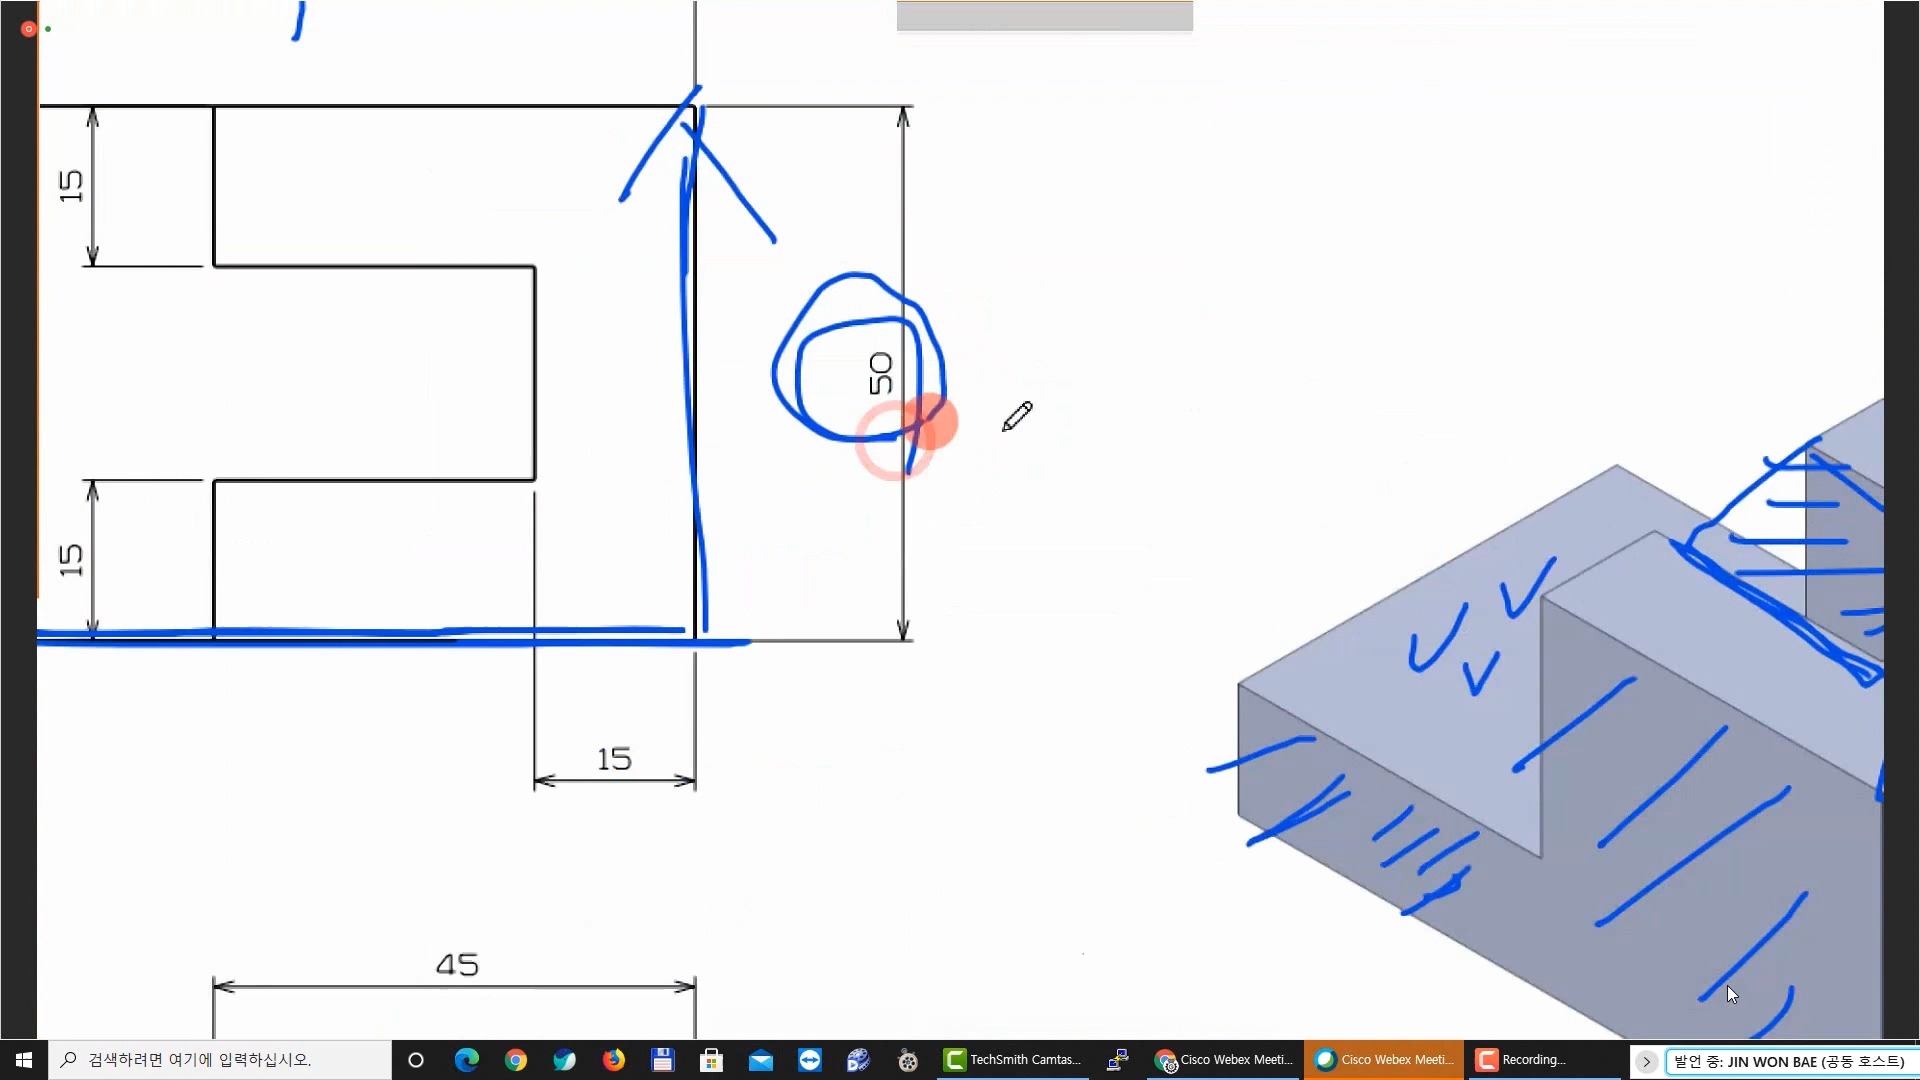 15
50
15
15
45
검색하려면 여기에 입력하십시오.
TechSmith Camtas...
Cisco Webex Meeti...
Cisco Webex Meeti...
Recording...
발언 중: JIN WON BAE (공동 호스트)